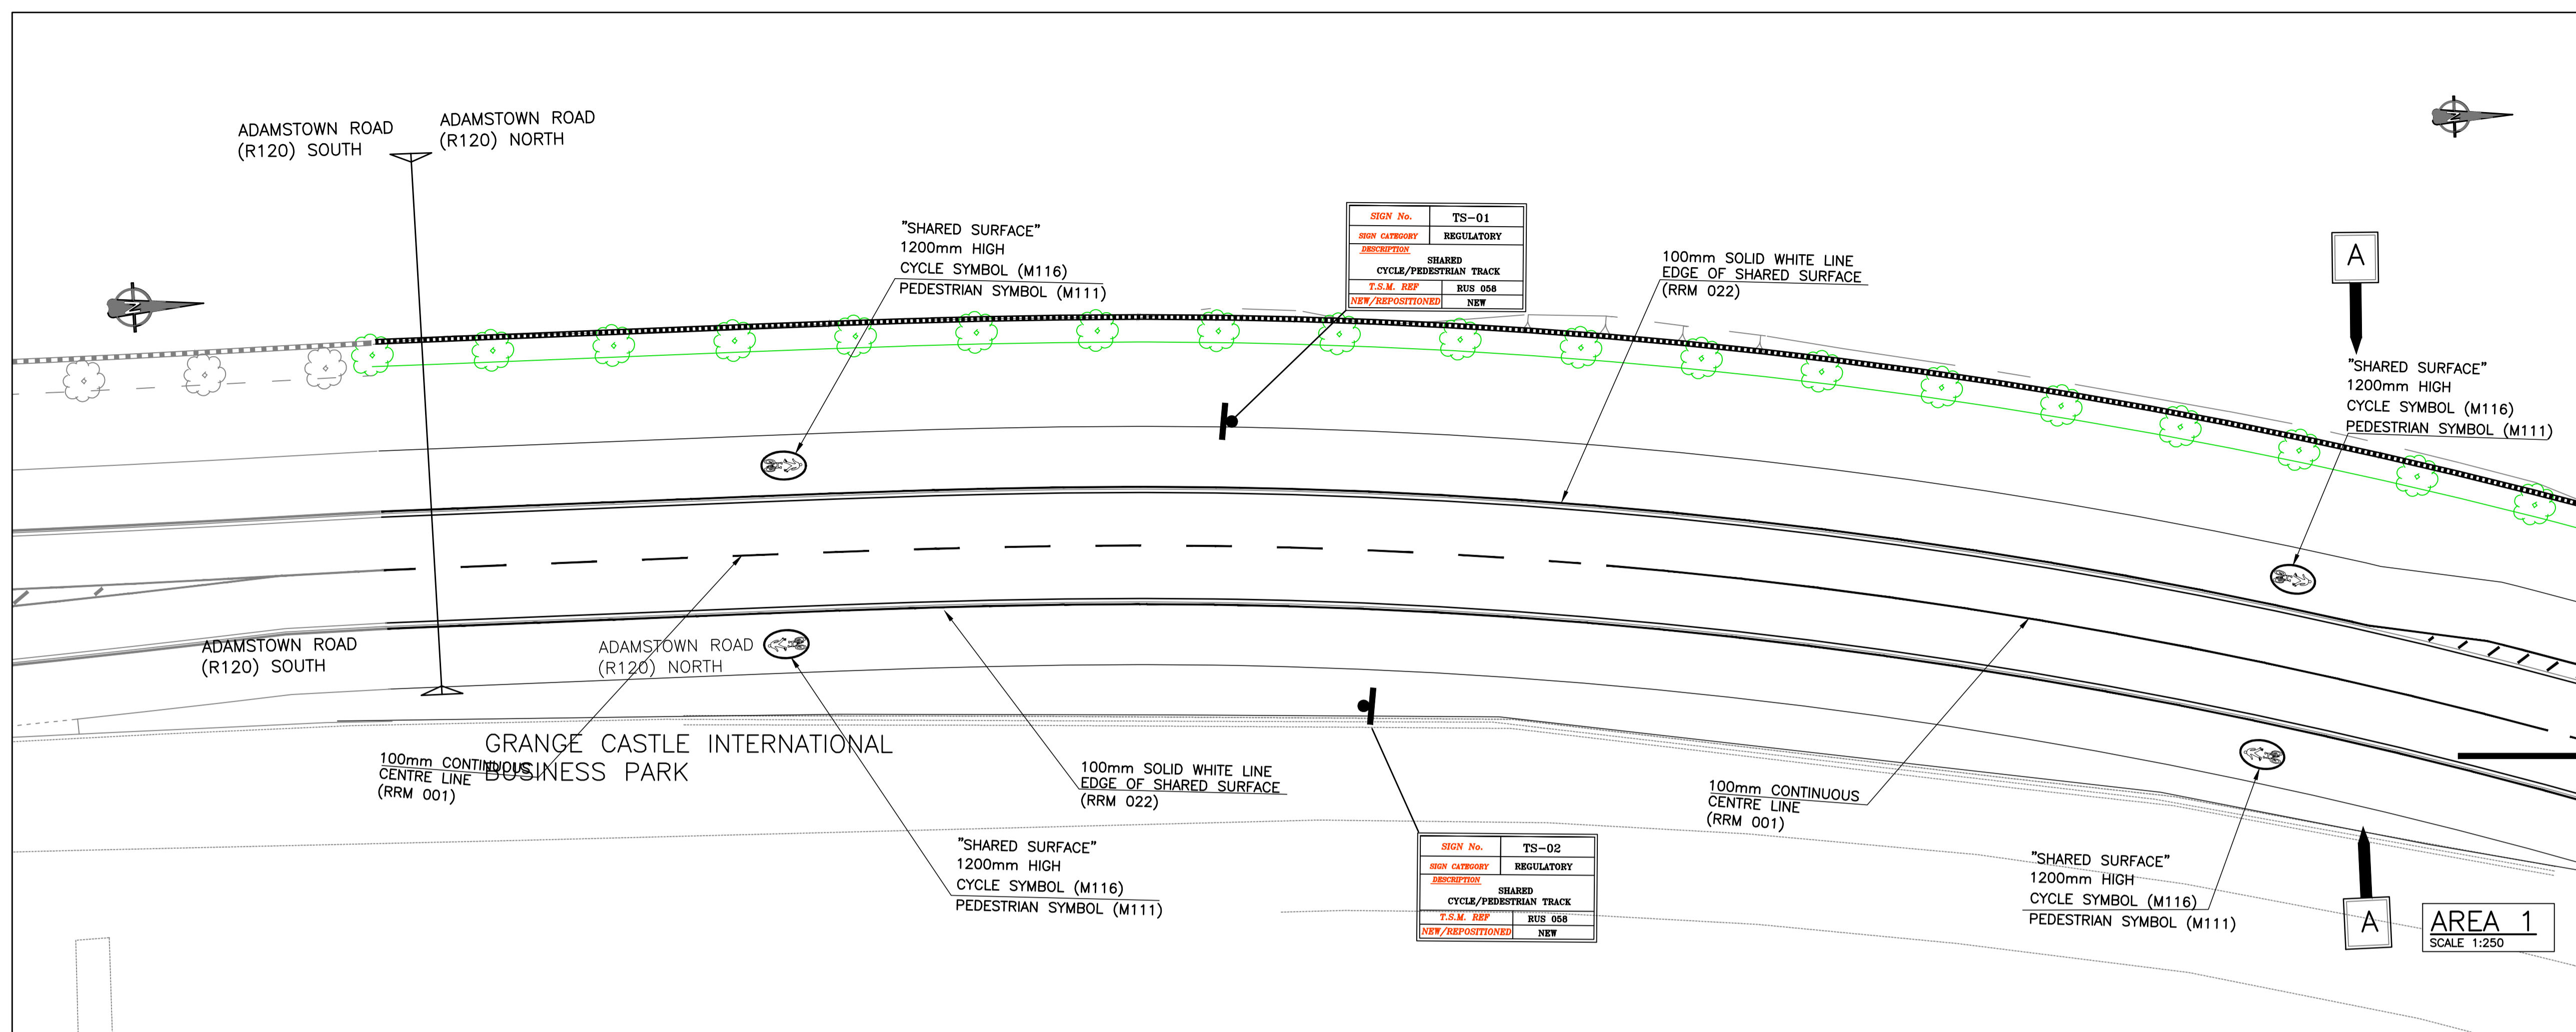 ADAMSTOWN ROAD
(R120) SOUTH
ADAMSTOWN ROAD
(R120) NORTH
N
N
"SHARED SURFACE"
1200mm HIGH
CYCLE SYMBOL (M116)
PEDESTRIAN SYMBOL (M111)
SIGN No. TS-01
SIGN CATEGORY REGULATORY
DESCRIPTION
SHARED
CYCLE/PEDESTRIAN TRACK
T.S.M. REF RUS 058
NEW/REPOSITIONED NEW
100mm SOLID WHITE LINE
EDGE OF SHARED SURFACE
(RRM 022)
A
"SHARED SURFACE"
1200mm HIGH
CYCLE SYMBOL (M116)
PEDESTRIAN SYMBOL (M111)
ADAMSTOWN ROAD
(R120) SOUTH
ADAMSTOWN ROAD
(R120) NORTH
GRANGE CASTLE INTERNATIONAL
BUSINESS PARK
100mm CONTINUOUS
CENTRE LINE
(RRM 001)
100mm SOLID WHITE LINE
EDGE OF SHARED SURFACE
(RRM 022)
"SHARED SURFACE"
1200mm HIGH
CYCLE SYMBOL (M116)
PEDESTRIAN SYMBOL (M111)
SIGN No. TS-02
SIGN CATEGORY REGULATORY
DESCRIPTION
SHARED
CYCLE/PEDESTRIAN TRACK
T.S.M. REF RUS 058
NEW/REPOSITIONED NEW
100mm CONTINUOUS
CENTRE LINE
(RRM 001)
"SHARED SURFACE"
1200mm HIGH
CYCLE SYMBOL (M116)
PEDESTRIAN SYMBOL (M111)
A
AREA 1
SCALE 1:250